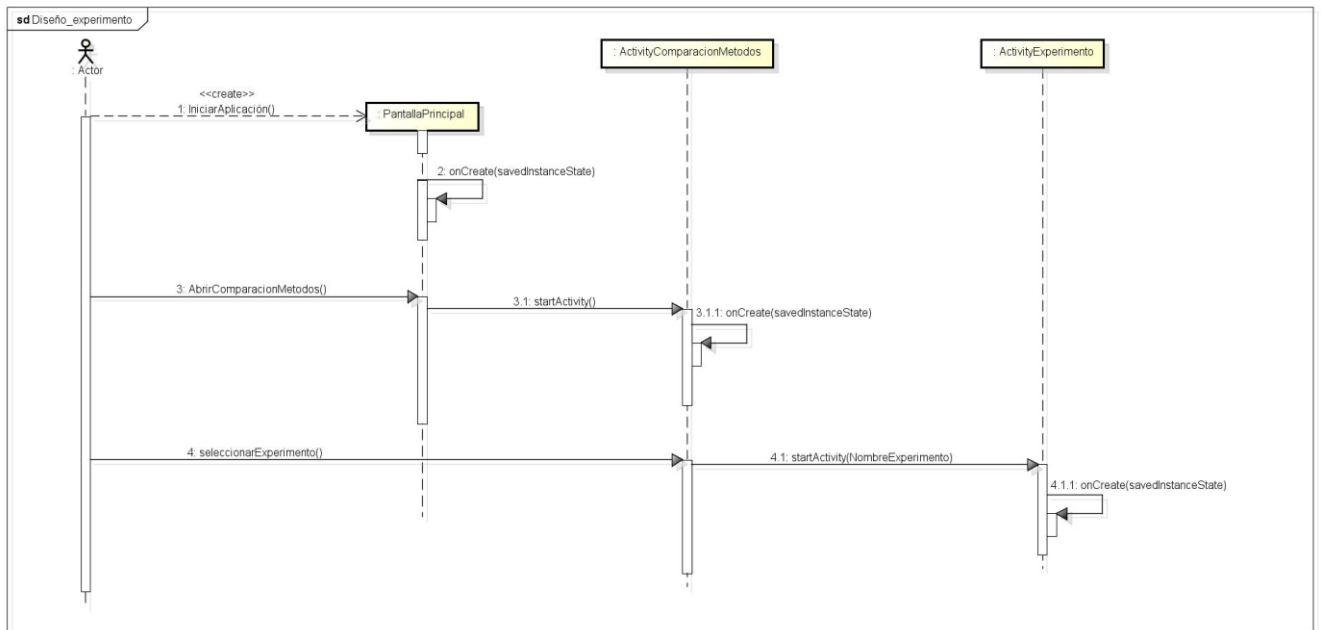 sd Diseño_experimento
: Actor
: ActivityComparacionMetodos
: ActivityExperimento
<<create>>
1: IniciarAplicación()
: PantallaPrincipal
2: onCreate(savedInstanceState)
3: AbrirComparacionMetodos()
3.1: startActivity()
3.1.1: onCreate(savedInstanceState)
4: seleccionarExperimento()
4.1: startActivity(NombreExperimento)
4.1.1: onCreate(savedInstanceState)